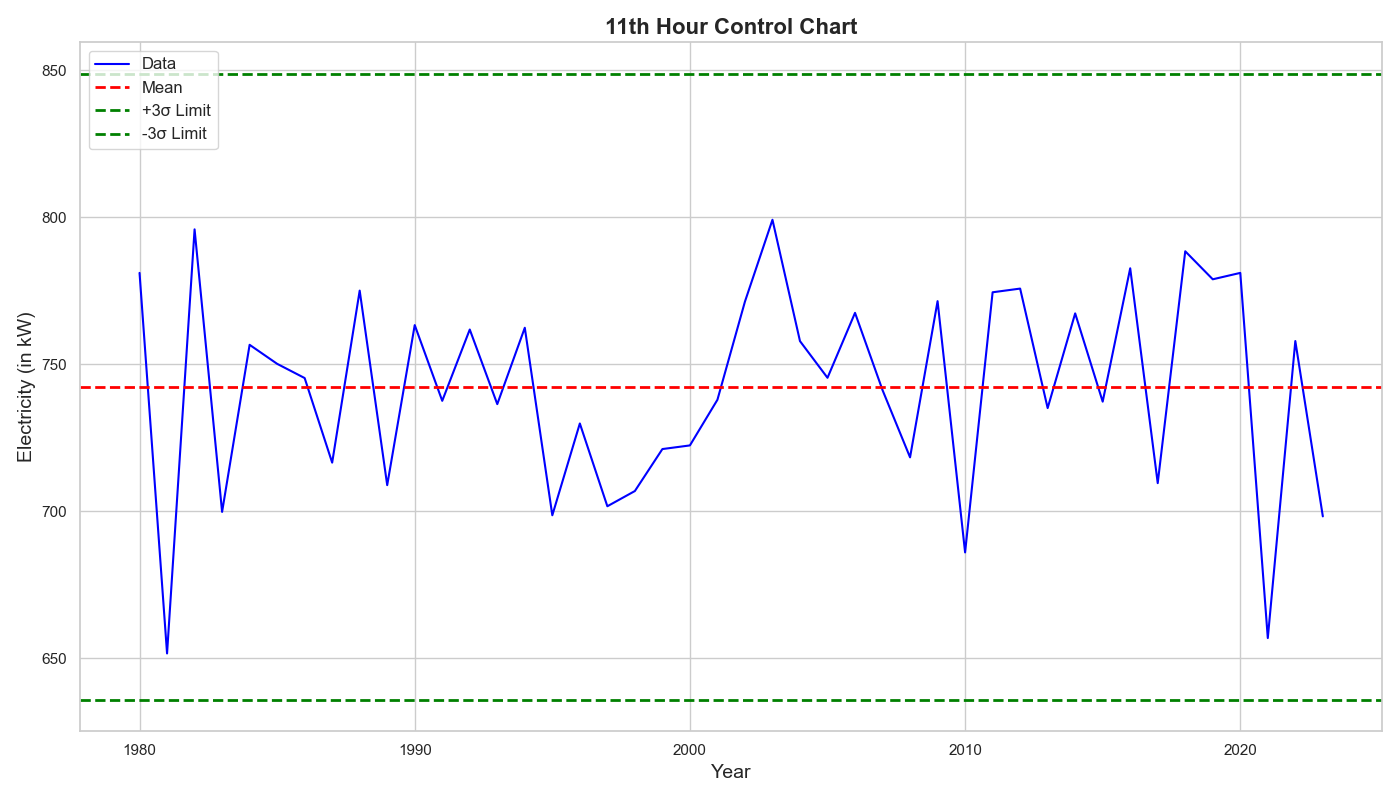 11th Hour Control Chart
Data
Mean
+3σ Limit
-3σ Limit
Electricity (in kW)
850
800
750
700
650
1980
1990
2000
2010
2020
Year